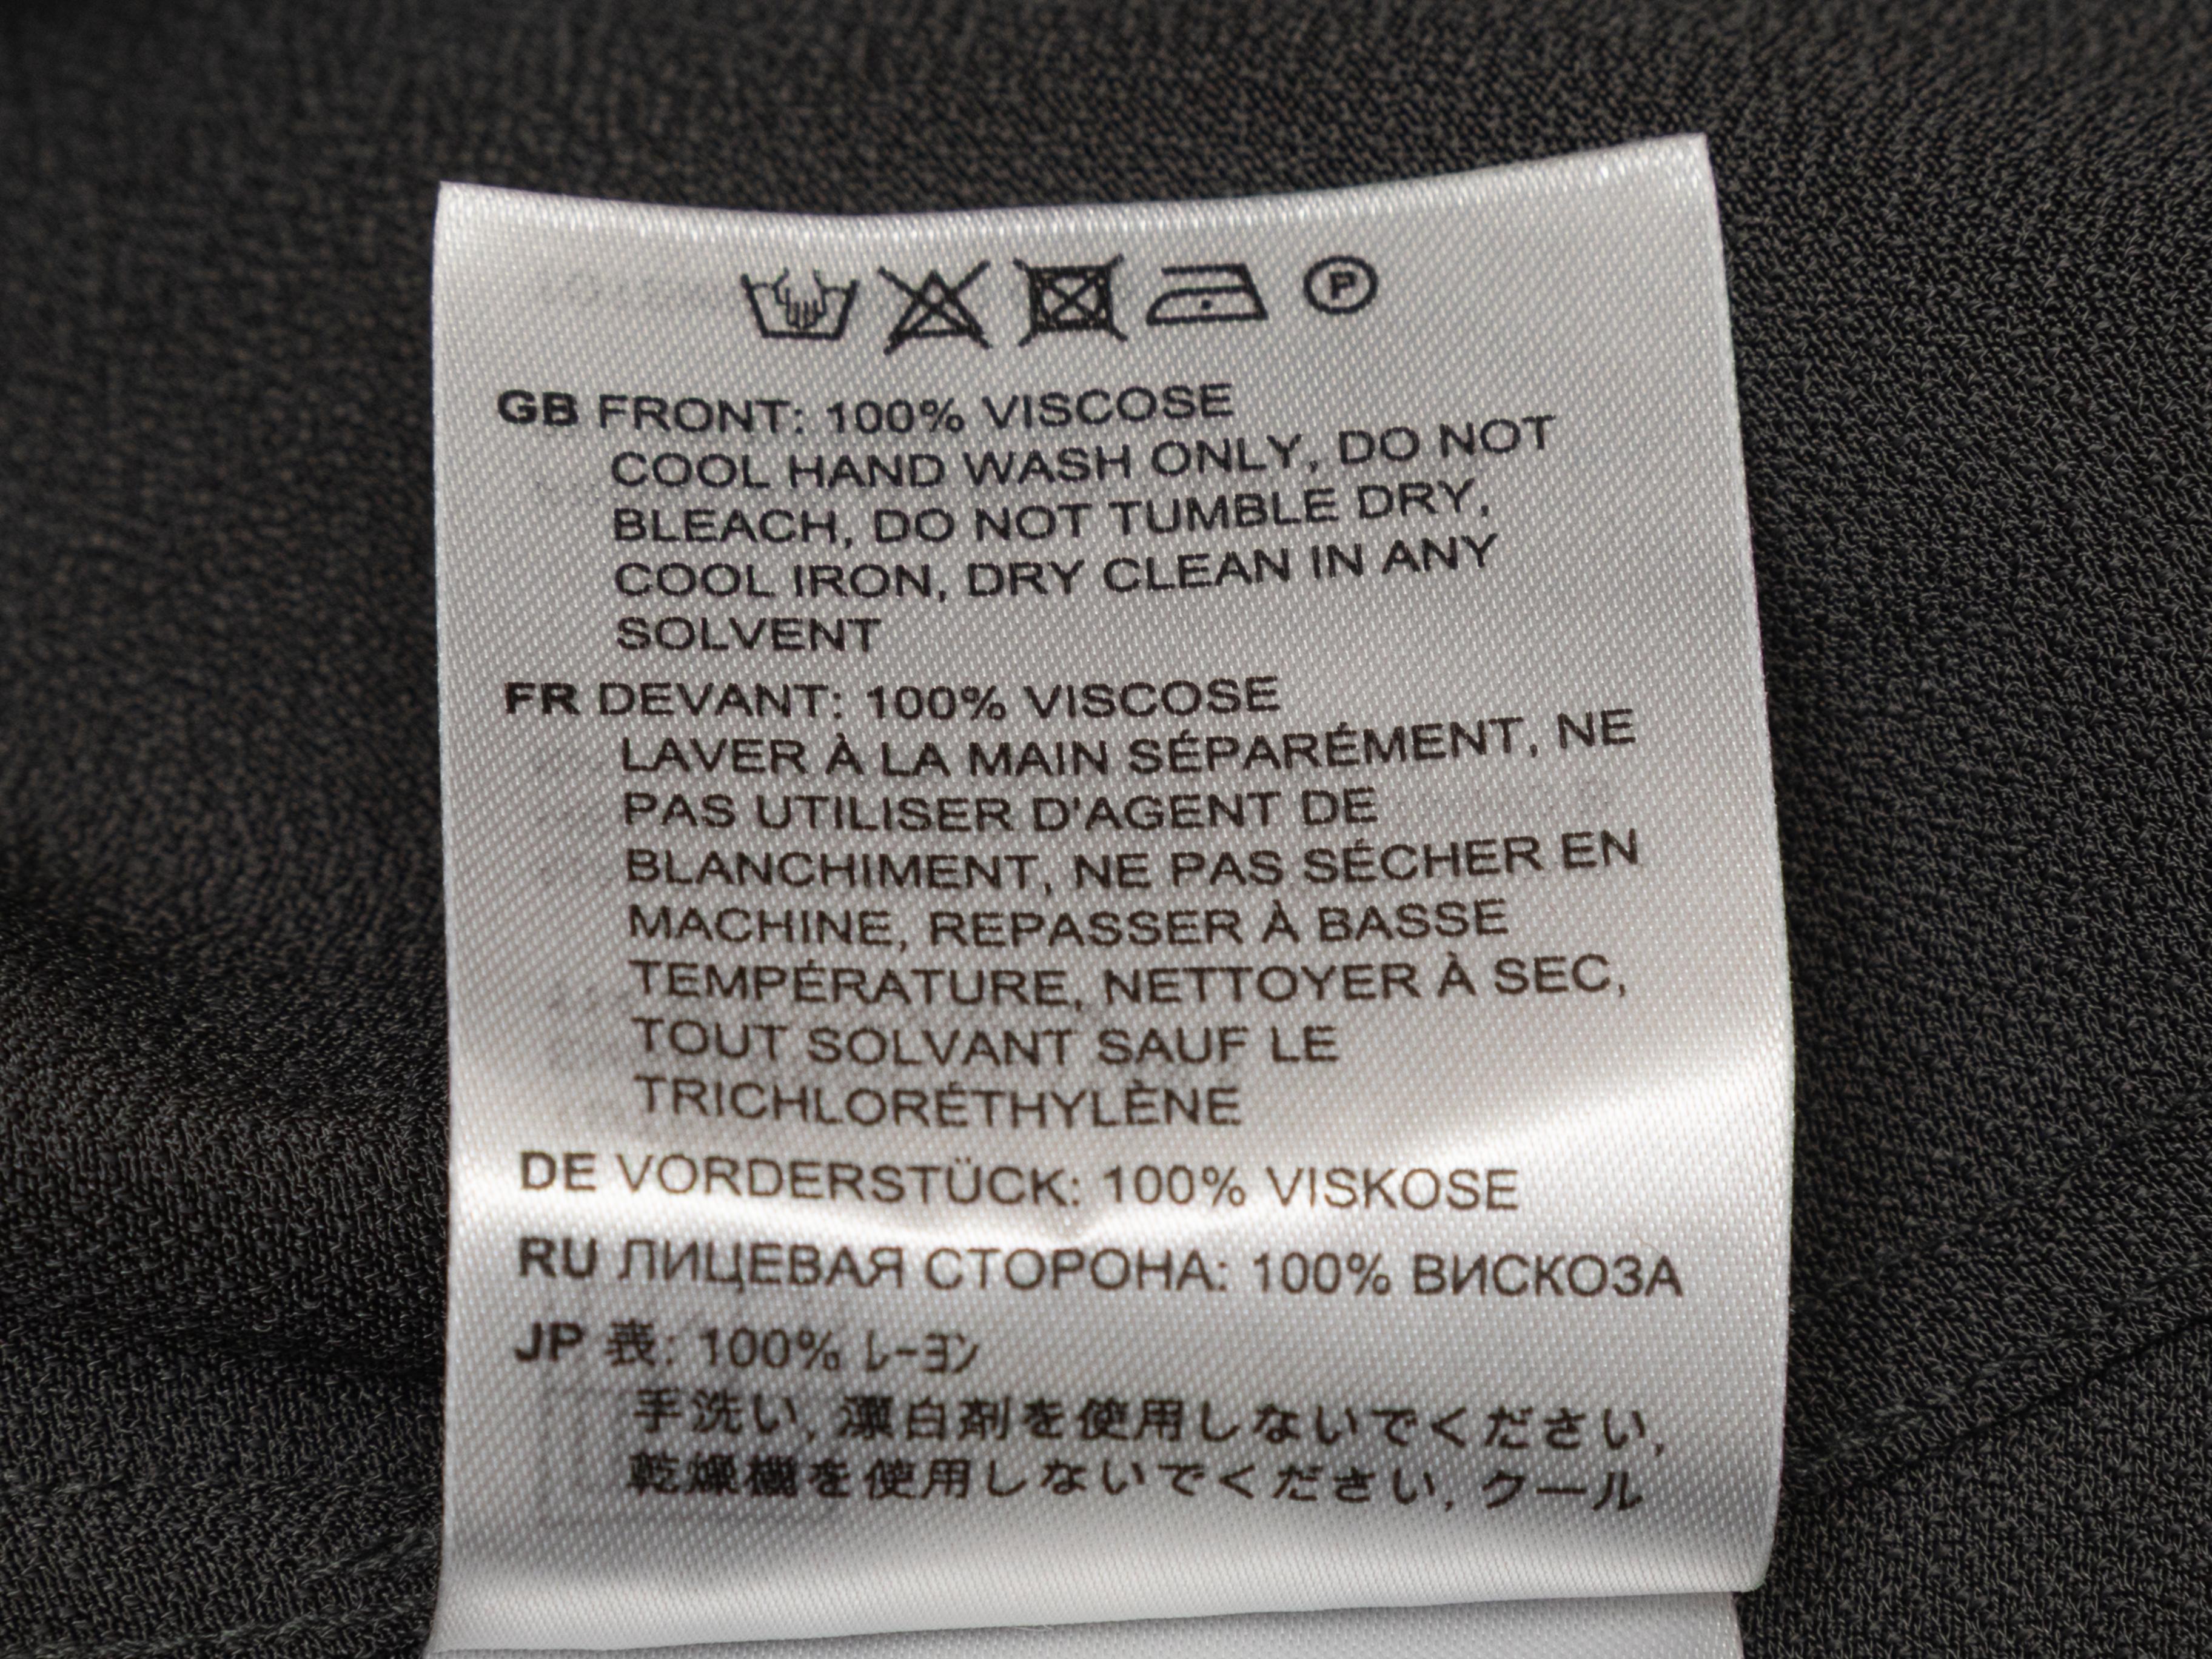 P
GB FRONT: 100% VISCOSE
COOL HAND WASH ONLY, DO NOT
BLEACH, DO NOT TUMBLE DRY,
COOL IRON, DRY CLEAN IN ANY
SOLVENT
FR DEVANT: 100% VISCOSE
LAVER À LA MAIN SÉPARÉMENT, NE
PAS UTILISER D'AGENT DE
BLANCHIMENT, NE PAS SÉCHER EN
MACHINE, REPASSER À BASSE
TEMPÉRATURE, NETTOYER À SEC,
TOUT SOLVANT SAUF LE
TRICHLORÉTHYLÈNE
DE VORDERSTÜCK: 100% VISKOSE
RU ЛИЦЕВАЯ СТОРОНА: 100% ВИСКОЗА
JP 表: 100% レーヨン
手洗い, 漂白剤を使用しないでください,
乾燥機を使用しないでください, クール